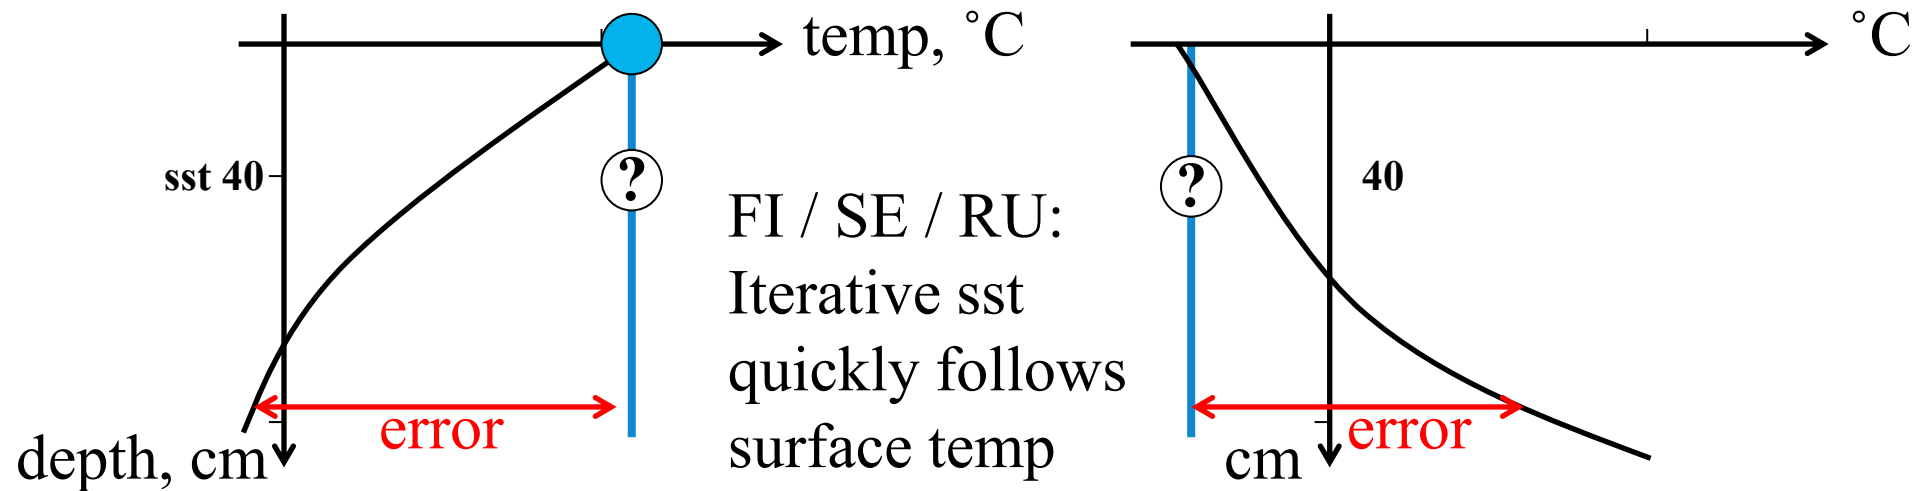 temp, ˚C
˚C
sst 40
?
?
40
FI / SE / RU:
Iterative sst
quickly follows
surface temp
error
error
depth, cm
cm